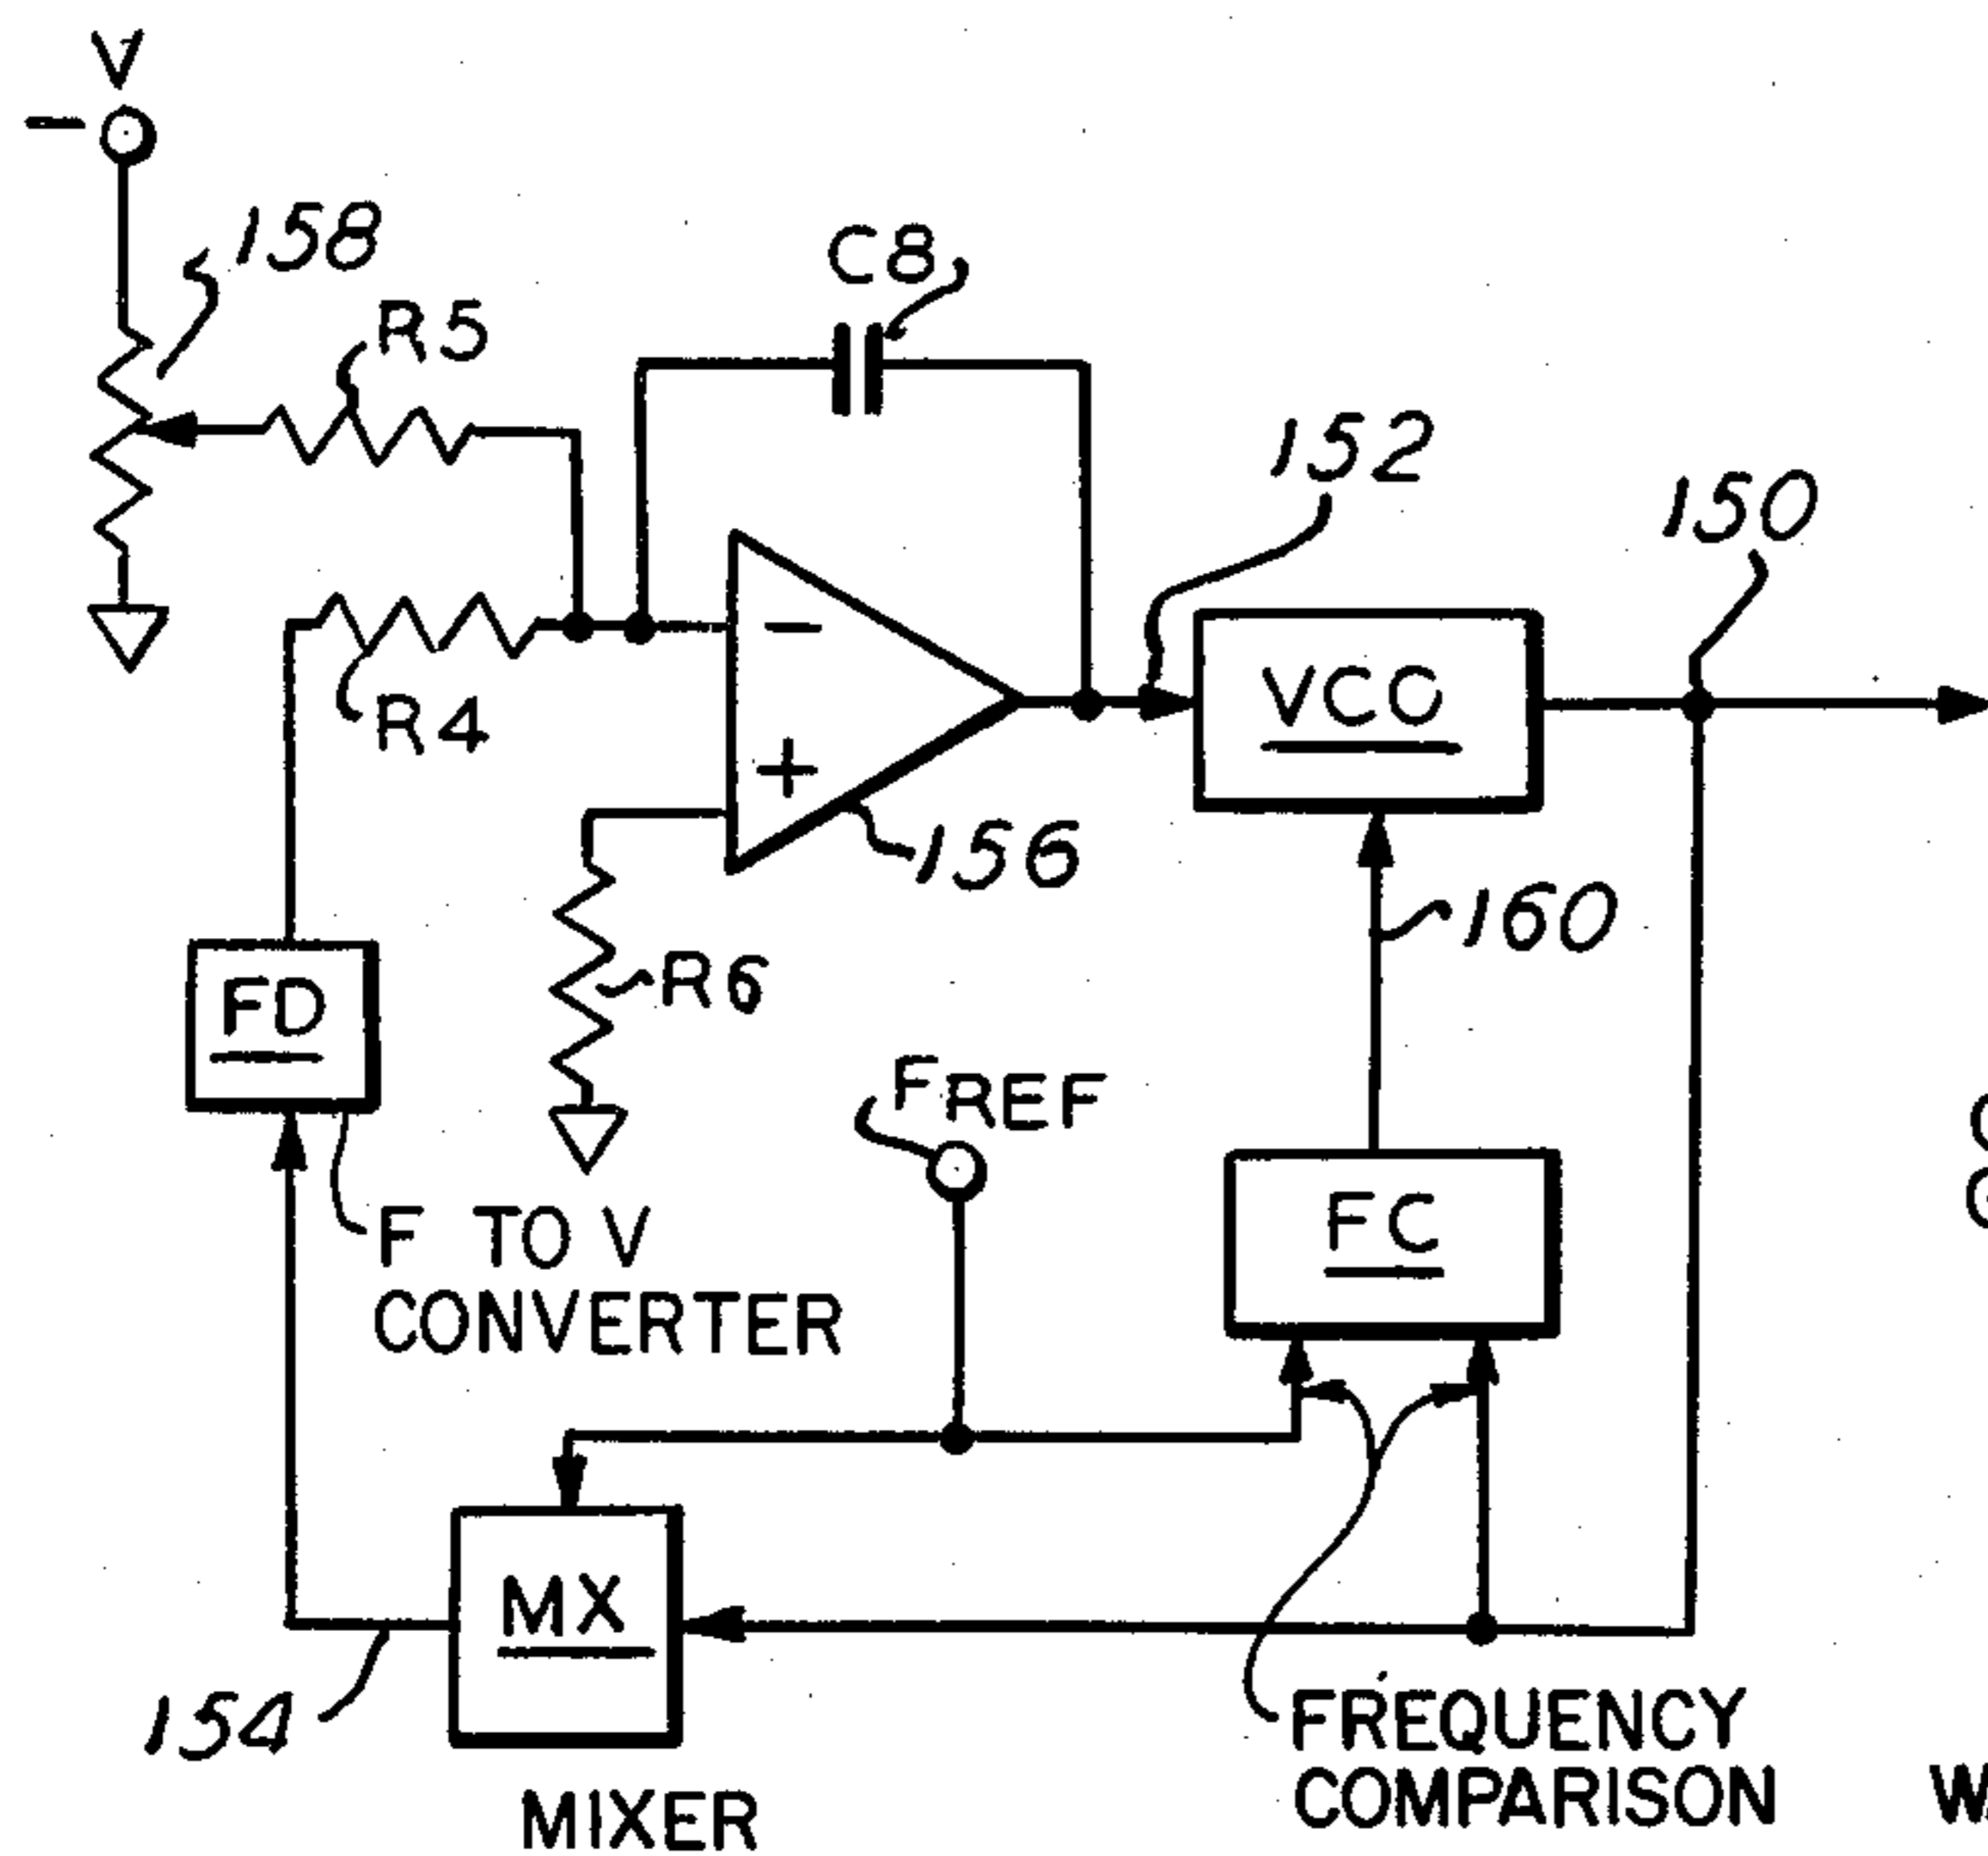 V
−
158
R5
C8
152
150
−
VCO
R4
+
156
160
FD
R6
FREF
F TO V
CONVERTER
FC
MX
154
FREQUENCY
COMPARISON
MIXER